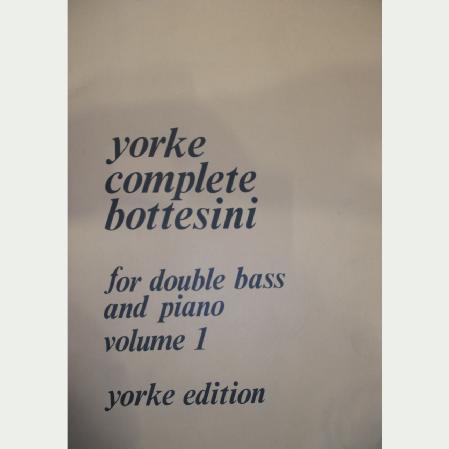 yorke
complete
bottesini
for double bass
and piano
volume 1
yorke edition